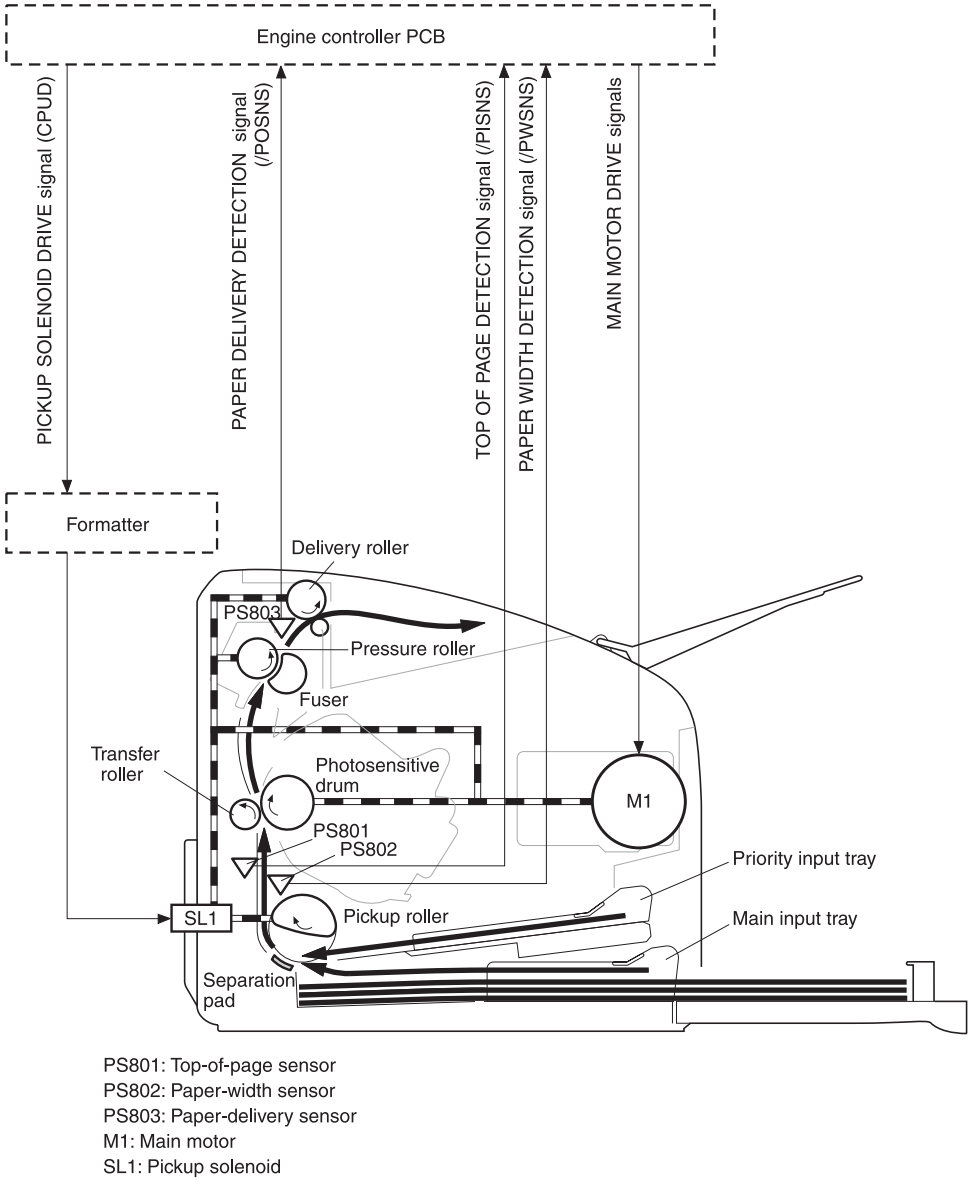 Engine controller PCB
PICKUP SOLENOID DRIVE signal (CPUD)
PAPER DELIVERY DETECTION signal
(/POSNS)
TOP OF PAGE DETECTION signal (/PISNS)
PAPER WIDTH DETECTION signal (/PWSNS)
MAIN MOTOR DRIVE signals
Formatter
Delivery roller
PS803
Pressure roller
Fuser
Transfer
roller
Photosensitive
drum
M1
PS801
PS802
Priority input tray
SL1
Pickup roller
Main input tray
Separation
pad
PS801: Top-of-page sensor
PS802: Paper-width sensor
PS803: Paper-delivery sensor
M1: Main motor
SL1: Pickup solenoid